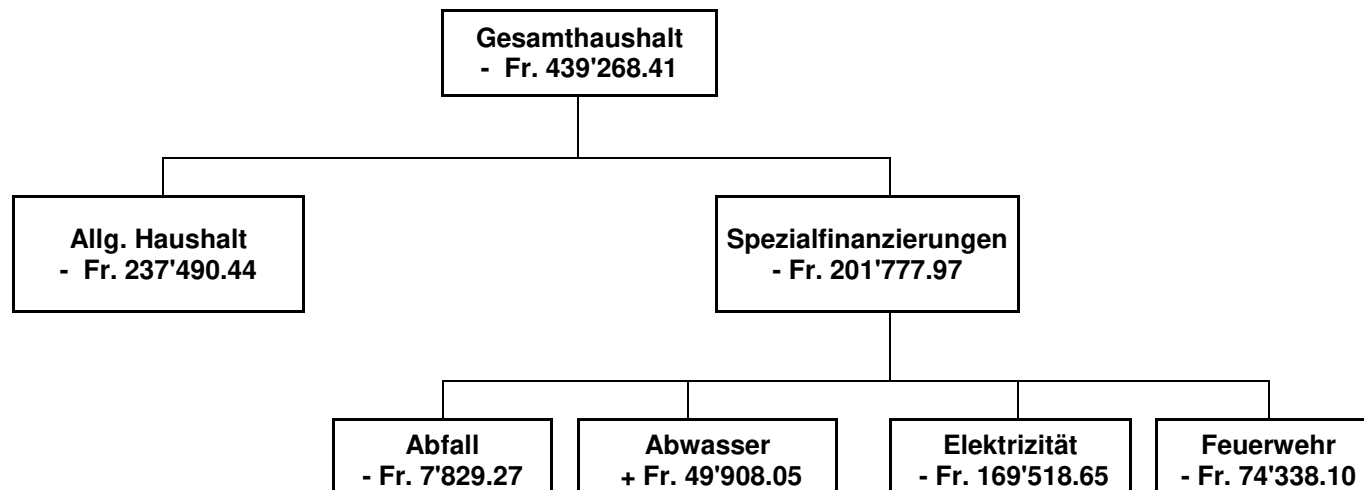 Gesamthaushalt
- Fr. 439'268.41
Allg. Haushalt
- Fr. 237'490.44
Spezialfinanzierungen
- Fr. 201'777.97
Abfall
- Fr. 7'829.27
Abwasser
+ Fr. 49'908.05
Elektrizität
- Fr. 169'518.65
Feuerwehr
- Fr. 74'338.10